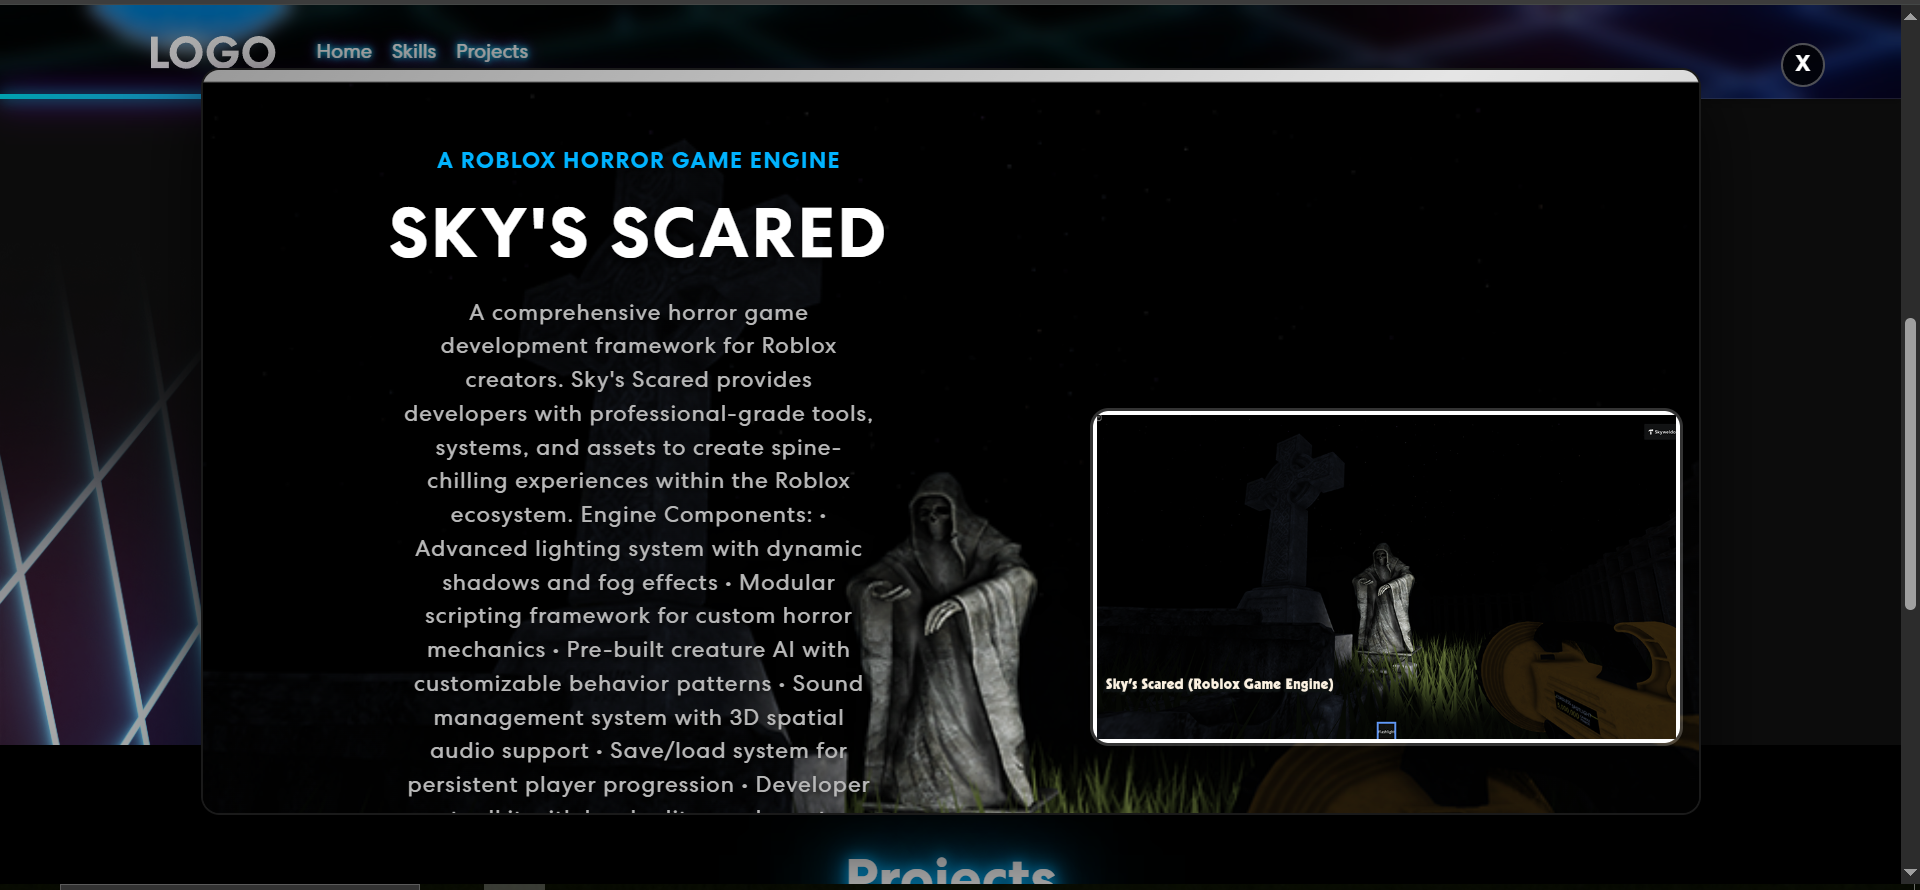 LOGO
Home Skills Projects
X
A ROBLOX HORROR GAME ENGINE
SKY'S SCARED
A comprehensive horror game
development framework for Roblox
creators. Sky's Scared provides
developers with professional-grade tools,
systems, and assets to create spine-
chilling experiences within the Roblox
ecosystem. Engine Components: •
Advanced lighting system with dynamic
shadows and fog effects • Modular
scripting framework for custom horror
mechanics • Pre-built creature AI with
customizable behavior patterns • Sound
management system with 3D spatial
audio support • Save/load system for
persistent player progression • Developer
Sky's Scared (Roblox Game Engine)
Projects